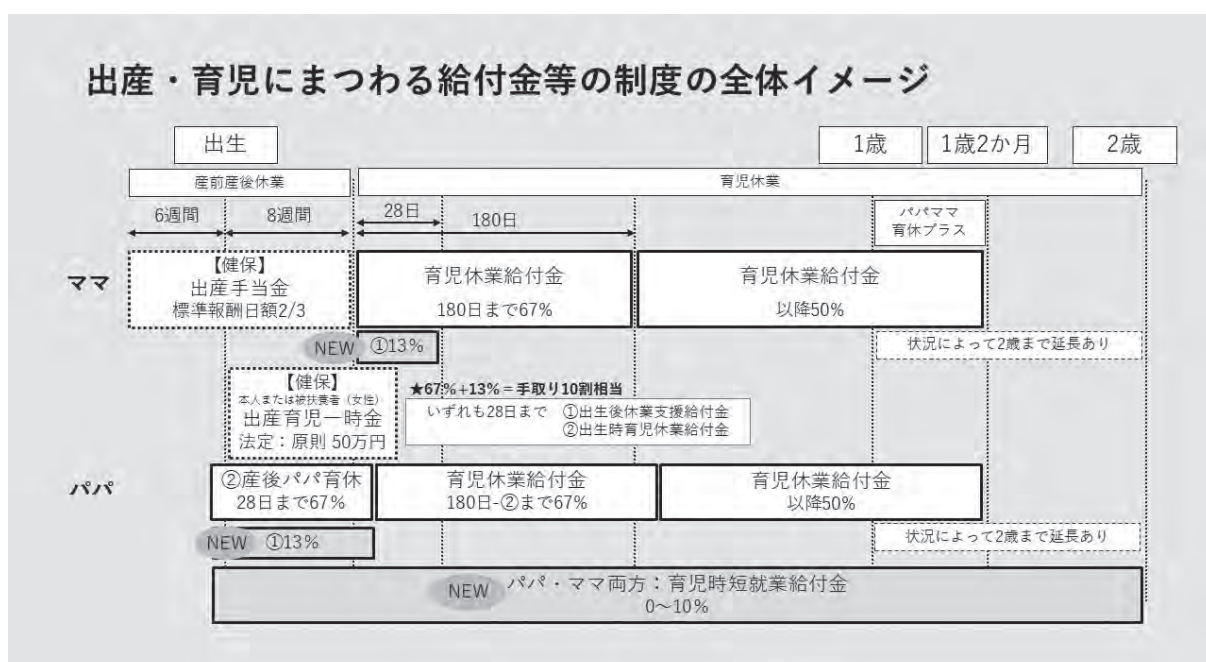 出産・育児にまつわる給付金等の制度の全体イメージ
出生
1歳
1歳2か月
2歳
産前産後休業
育児休業
6週間
8週間
28日
180日
パパママ
育休プラス
ママ
【健保】
出産手当金
標準報酬日額2/3
育児休業給付金
180日まで67%
育児休業給付金
以降50%
NEW ①13%
状況によって2歳まで延長あり
【健保】
本人または被扶養者（女性）
出産育児一時金
法定：原則 50万円
★67%+13%＝手取り10割相当
いずれも28日まで ①出生後休業支援給付金
②出生時育児休業給付金
パパ
②産後パパ育休
28日まで67%
育児休業給付金
180日-②まで67%
育児休業給付金
以降50%
NEW ①13%
状況によって2歳まで延長あり
NEW パパ・ママ両方：育児時短就業給付金
0～10%